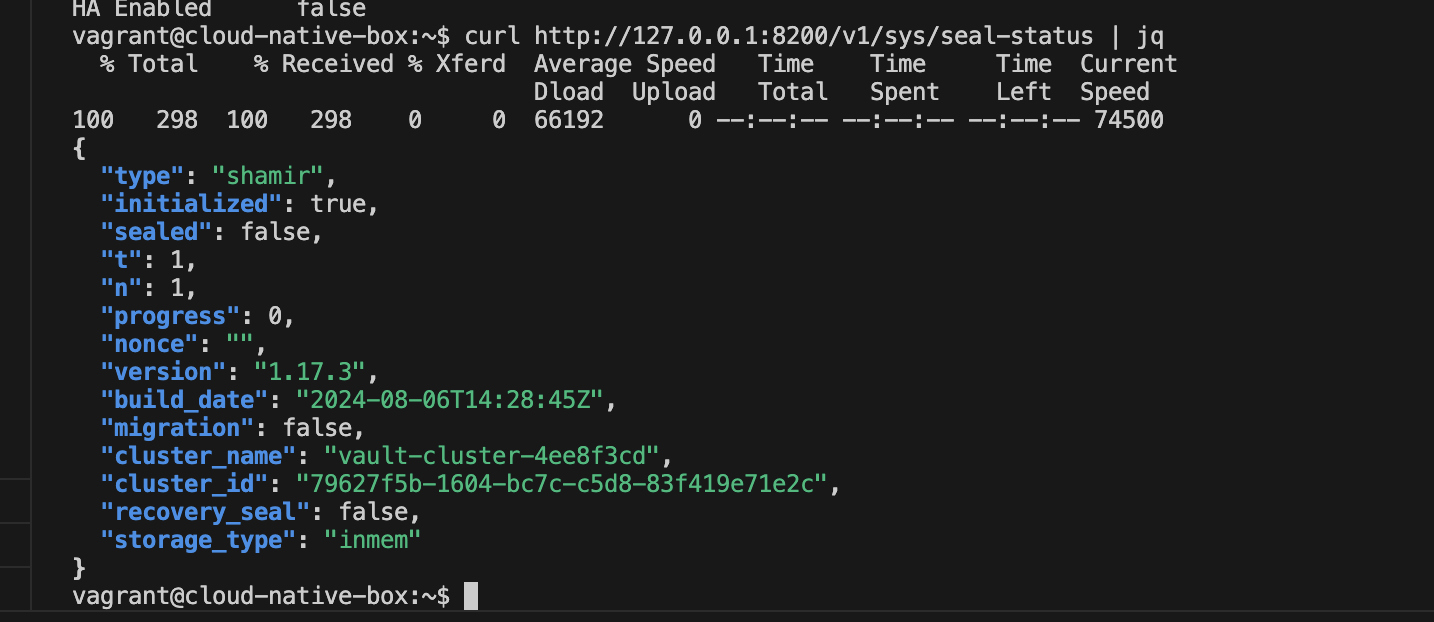 HA Enabled      false
vagrant@cloud-native-box:~$ curl http://127.0.0.1:8200/v1/sys/seal-status | jq
  % Total    % Received % Xferd  Average Speed   Time    Time     Time  Current
                                 Dload  Upload   Total   Spent    Left  Speed
100   298  100   298    0     0  66192      0 --:--:-- --:--:-- --:--:-- 74500
{
  "type": "shamir",
  "initialized": true,
  "sealed": false,
  "t": 1,
  "n": 1,
  "progress": 0,
  "nonce": "",
  "version": "1.17.3",
  "build_date": "2024-08-06T14:28:45Z",
  "migration": false,
  "cluster_name": "vault-cluster-4ee8f3cd",
  "cluster_id": "79627f5b-1604-bc7c-c5d8-83f419e71e2c",
  "recovery_seal": false,
  "storage_type": "inmem"
}
vagrant@cloud-native-box:~$